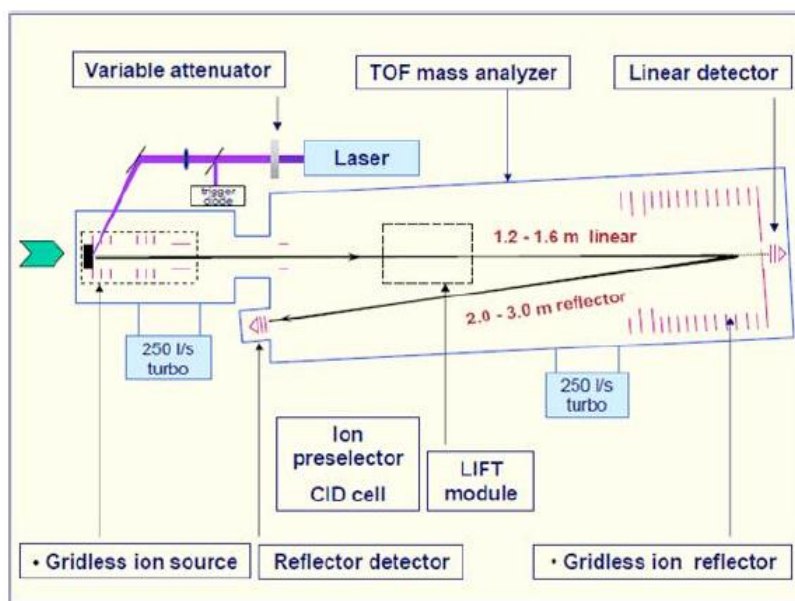 Variable attenuator
TOF mass analyzer
Linear detector
Laser
trigger
diode
1.2 - 1.6 m linear
2.0 - 3.0 m reflector
250 l/s
turbo
250 l/s
turbo
Ion
preselector
CID cell
LIFT
module
• Gridless ion source
Reflector detector
• Gridless ion reflector